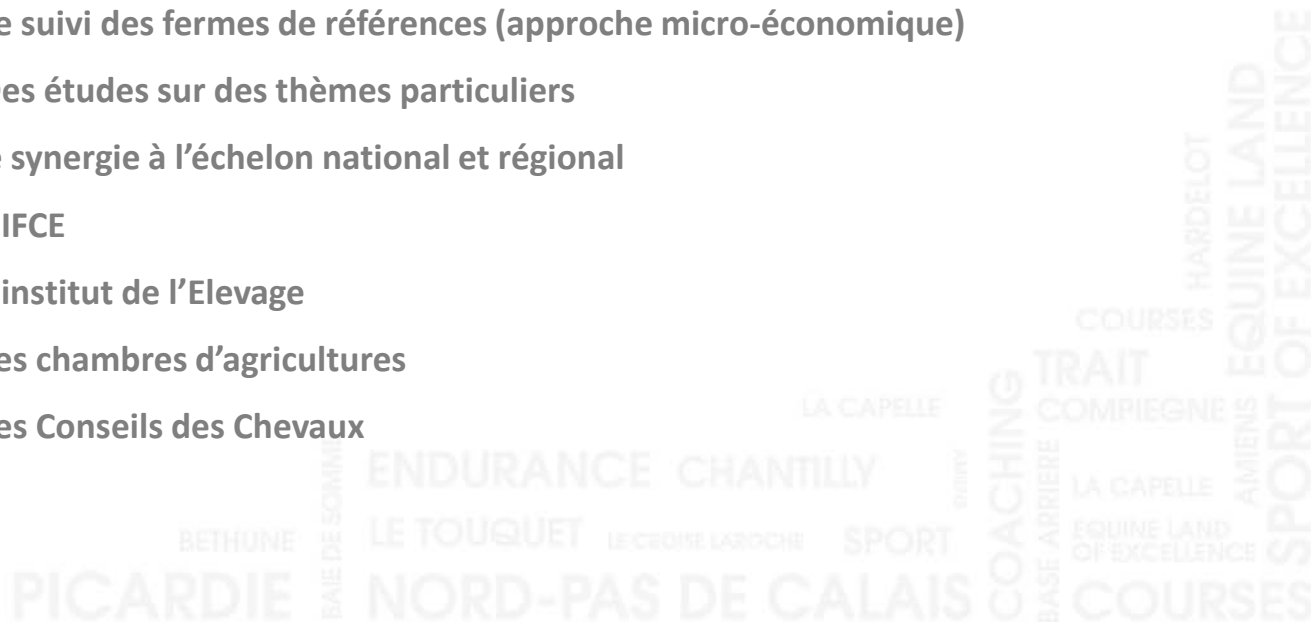 e suivi des fermes de références (approche micro-économique)
es études sur des thèmes particuliers
e synergie à l’échelon national et régional
IFCE
’institut de l’Elevage
es chambres d’agricultures
es Conseils des Chevaux
HARDELOT
EQUINE LAND
SPORT OF EXCELLENCE
COURSES
TRAIT
LA CAPELLE
COACHING
COMPIEGNE
AMIENS
BAIE DE SOMME
ENDURANCE
CHANTILLY
BASE ARRIERE
LA CAPELLE
BETHUNE
LE TOUQUET
LE CROISE LAROCHE
SPORT
EQUINE LAND
OF EXCELLENCE
PICARDIE
NORD-PAS DE CALAIS
COURSES